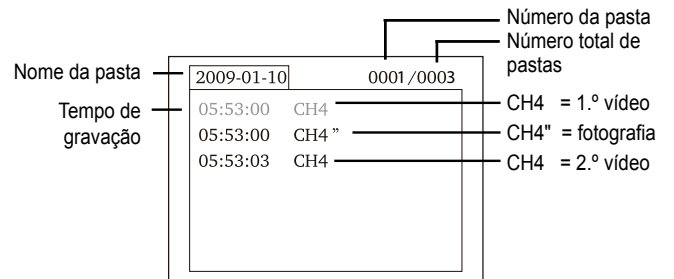 Número da pasta
Número total de
pastas
Nome da pasta
2009-01-10
0001/0003
Tempo de
gravação
05:53:00 CH4
CH4 = 1.º vídeo
05:53:00 CH4 ”
CH4" = fotografia
05:53:03 CH4
CH4 = 2.º vídeo